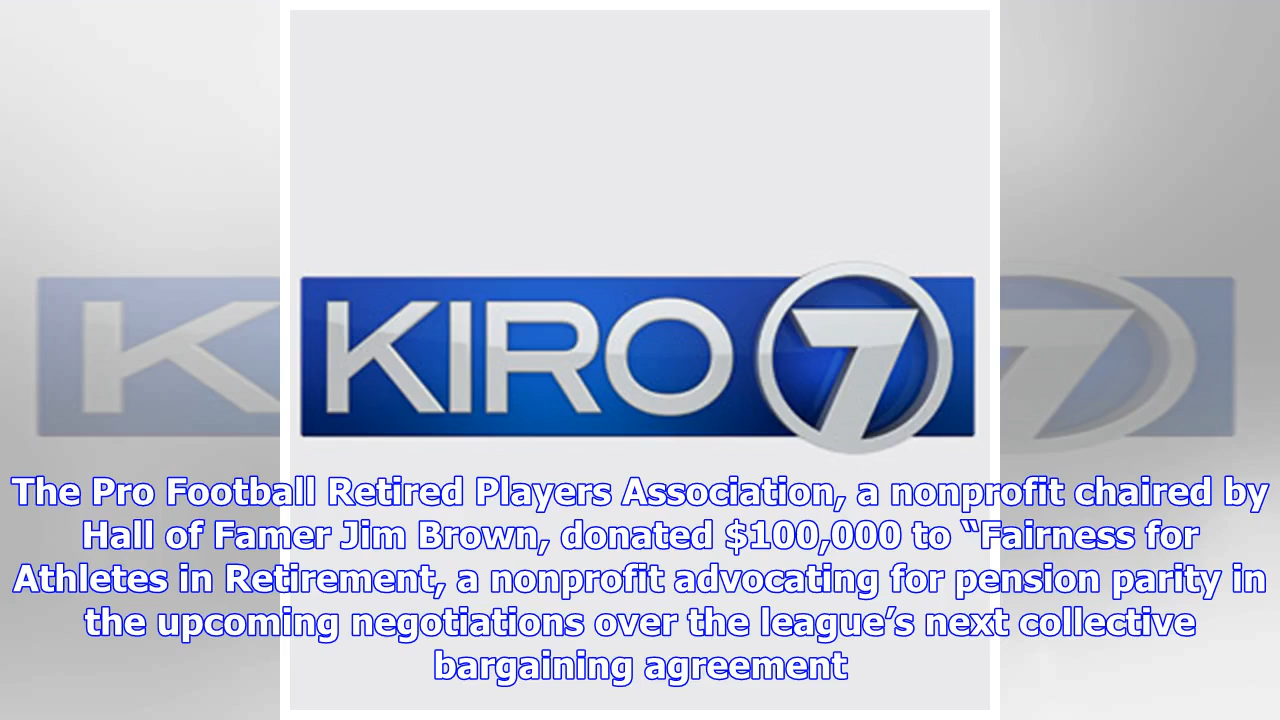 KIRO 7
The Pro Football Retired Players Association, a nonprofit chaired by
Hall of Famer Jim Brown, donated $100,000 to “Fairness for
Athletes in Retirement, a nonprofit advocating for pension parity in
the upcoming negotiations over the league’s next collective
bargaining agreement